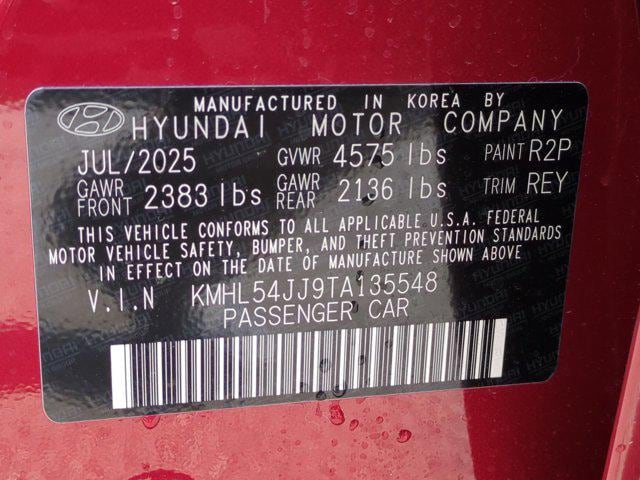 MANUFACTURED IN KOREA BY
HYUNDAI MOTOR COMPANY
JUL/2025 GVWR 4575 lbs PAINT R2P
GAWR FRONT 2383 lbs GAWR REAR 2136 lbs TRIM REY
THIS VEHICLE CONFORMS TO ALL APPLICABLE U.S.A. FEDERAL
MOTOR VEHICLE SAFETY, BUMPER, AND THEFT PREVENTION STANDARDS
IN EFFECT ON THE DATE OF MANUFACTURE SHOWN ABOVE
V.I.N KMHL54JJ9TA135548
PASSENGER CAR